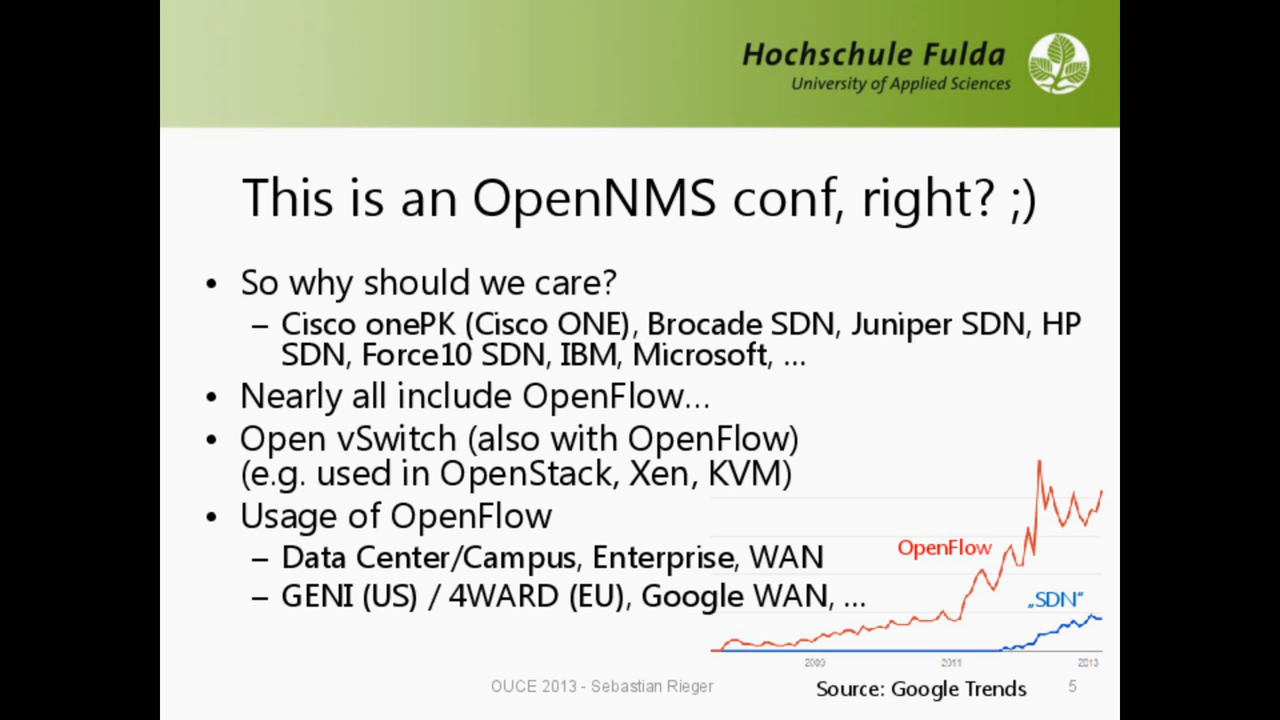 Hochschule Fulda
University of Applied Sciences
This is an OpenNMS conf, right? ;)
• So why should we care?
– Cisco onePK (Cisco ONE), Brocade SDN, Juniper SDN, HP
SDN, Force10 SDN, IBM, Microsoft, ...
• Nearly all include OpenFlow...
• Open vSwitch (also with OpenFlow)
(e.g. used in OpenStack, Xen, KVM)
• Usage of OpenFlow
– Data Center/Campus, Enterprise, WAN
– GENI (US) / 4WARD (EU), Google WAN, ...
OpenFlow
„SDN“
2009 2011 2013
OUCE 2013 - Sebastian Rieger
Source: Google Trends
5